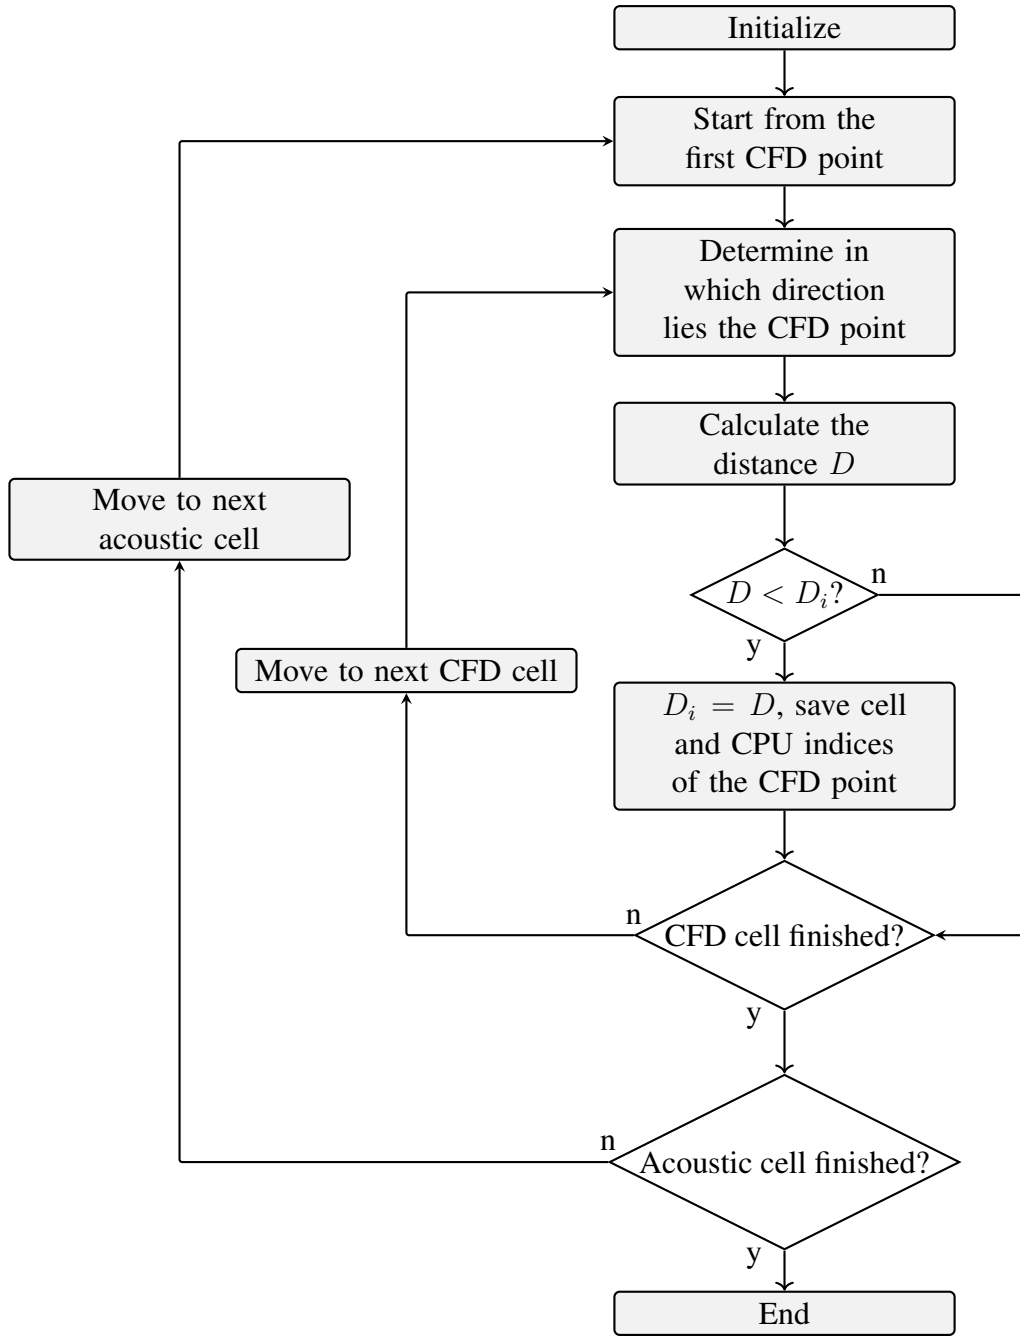 Initialize
Start from the
first CFD point
Determine in
which direction
lies the CFD point
Calculate the
distance D
Move to next
acoustic cell
n
D < D_i?
y
Move to next CFD cell
D_i = D, save cell
and CPU indices
of the CFD point
n
CFD cell finished?
y
n
Acoustic cell finished?
y
End